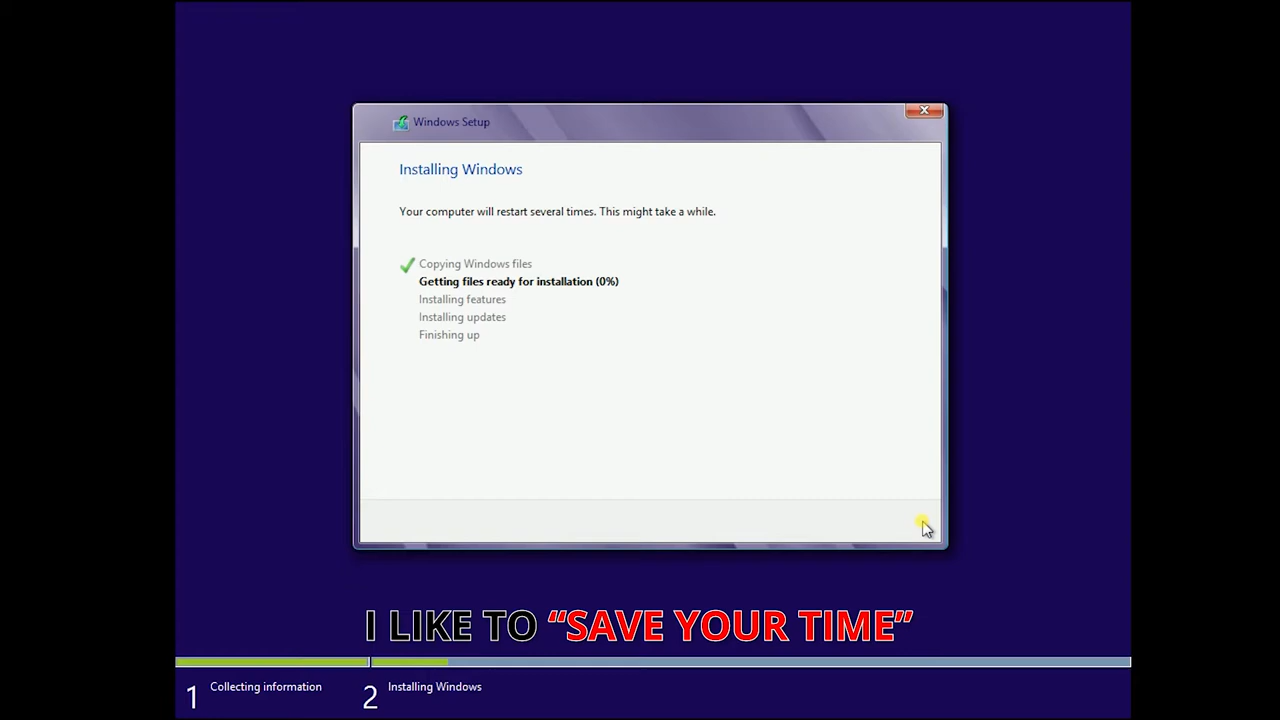 Windows Setup
Installing Windows
Your computer will restart several times. This might take a while.
Copying Windows files
Getting files ready for installation (0%)
Installing features
Installing updates
Finishing up
I LIKE TO “SAVE YOUR TIME”
1 Collecting information
2 Installing Windows